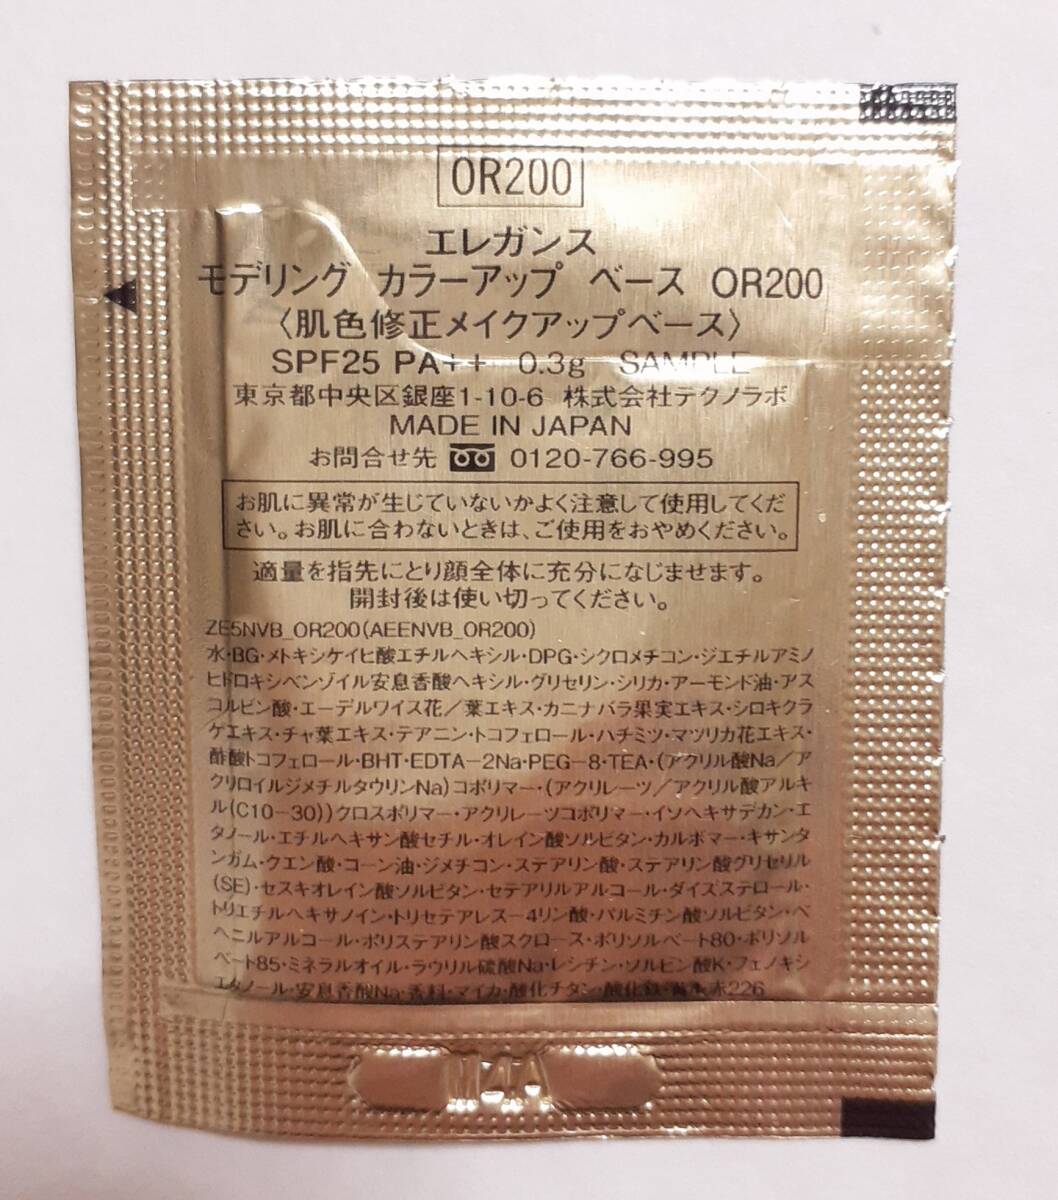 OR200
エレガンス
モデリング カラーアップ ベース OR200
〈肌色修正メイクアップベース〉
SPF25 PA++ 0.3g SAMPLE
東京都中央区銀座1-10-6 株式会社テクノラボ
MADE IN JAPAN
お問合せ先 0120-766-995
お肌に異常が生じていないかよく注意して使用してくだ
さい。お肌に合わないときは、ご使用をおやめください。
適量を指先にとり顔全体に充分になじませます。
開封後は使い切ってください。
ZE5NVB_OR200(AEENVB_OR200)
水・BG・メトキシケイヒ酸エチルヘキシル・DPG・シクロメチコン・ジエチルアミノ
ヒドロキシベンゾイル安息香酸ヘキシル・グリセリン・シリカ・アーモンド油・アス
コルビン酸・エーデルワイス花／葉エキス・カニナバラ果実エキス・シロキクラ
ゲエキス・チャ葉エキス・テアニン・トコフェロール・ハチミツ・マツリカ花エキス・
酢酸トコフェロール・BHT・EDTA−2Na・PEG−8・TEA・(アクリル酸Na／ア
クリロイルジメチルタウリンNa)コポリマー・(アクリレーツ／アクリル酸アルキ
ル(C10−30))クロスポリマー・アクリレーツコポリマー・イソヘキサデカン・エ
タノール・エチルヘキサン酸セチル・オレイン酸ソルビタン・カルボマー・キサンタ
ンガム・クエン酸・コーン油・ジメチコン・ステアリン酸・ステアリン酸グリセリル
(SE)・セスキオレイン酸ソルビタン・セテアリルアルコール・ダイズステロール・
トリエチルヘキサノイン・トリセテアレス−4リン酸・パルミチン酸ソルビタン・ベ
ヘニルアルコール・ポリステアリン酸スクロース・ポリソルベート80・ポリソル
ベート85・ミネラルオイル・ラウリル硫酸Na・レシチン・ソルビン酸K・フェノキシ
エタノール・安息香酸Na・香料・マイカ・酸化チタン・酸化鉄・黄4・赤226